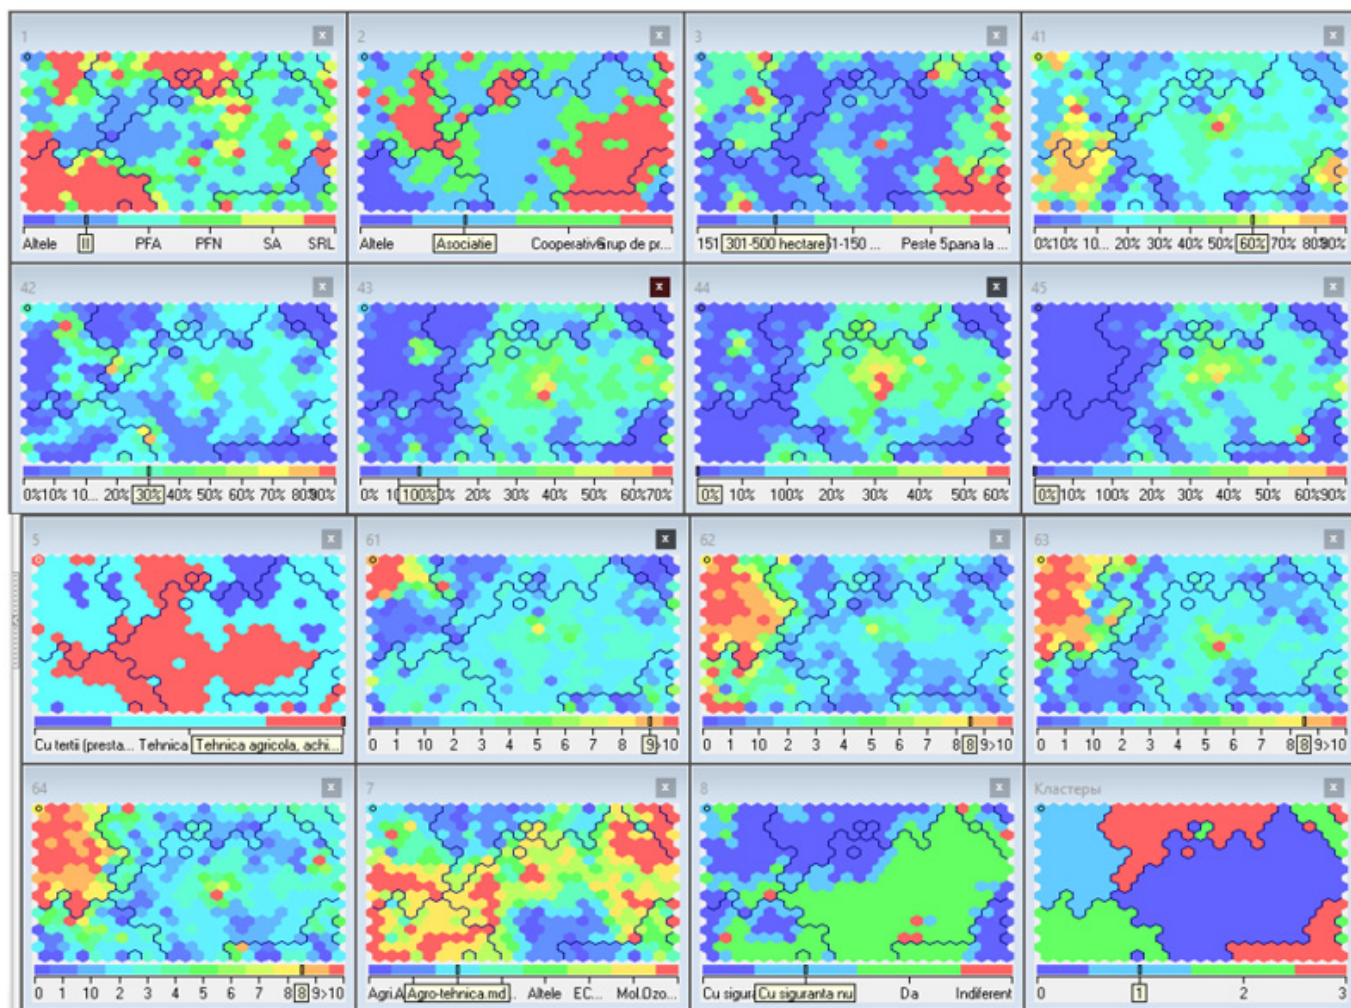 1 x 2 x 3 x 41 x
Altele II PFA PFN SA SRL
Altele Asociatie Cooperativa Grup de pr...
151 301-500 hectare 51-150 ... Peste 5 pana la ...
0% 10% 10... 20% 30% 40% 50% 60% 70% 80% 90%
42 x 43 x 44 x 45 x
0% 10% 10... 20% 30% 40% 50% 60% 70% 80% 90%
0% 100% 20% 30% 40% 50% 60% 70%
0% 10% 100% 20% 30% 40% 50% 60%
0% 10% 100% 20% 30% 40% 50% 60% 90%
5 x 61 x 62 x 63 x
Cu tertii (presta... Tehnica Tehnica agricola, achi...
0 1 10 2 3 4 5 6 7 8 9 >10
0 1 10 2 3 4 5 6 7 8 8 9 >10
0 1 10 2 3 4 5 6 7 8 8 9 >10
64 x 7 x 8 x Кластеры x
0 1 10 2 3 4 5 6 7 8 8 9 >10
Agri. Agro-tehnica.md Altele EC... Mol. Ozo...
Cu sigur Cu siguranta nu Da Indiferent
0 1 2 3